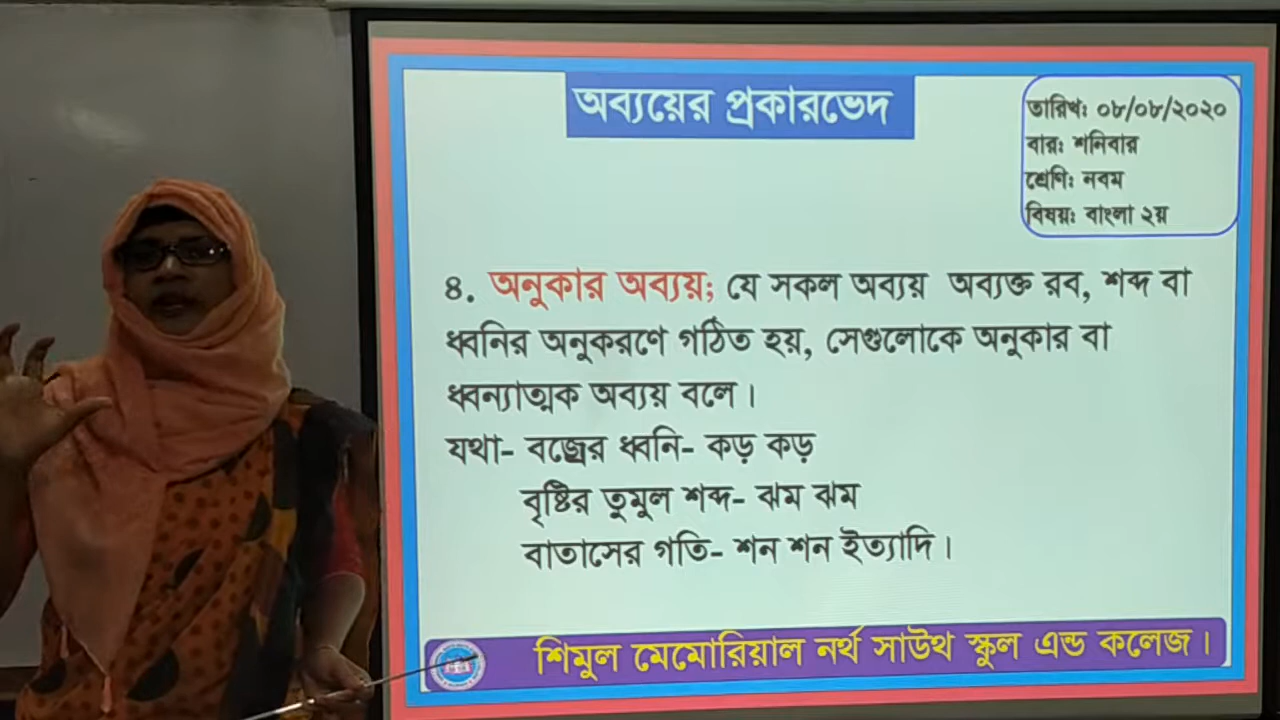 অব্যয়ের প্রকারভেদ
তারিখ: ০৮/০৮/২০২০
বার: শনিবার
শ্রেণি: নবম
বিষয়: বাংলা ২য়
৪. অনুকার অব্যয়; যে সকল অব্যয় অব্যক্ত রব, শব্দ বা
ধ্বনির অনুকরণে গঠিত হয়, সেগুলোকে অনুকার বা
ধ্বন্যাত্মক অব্যয় বলে।
যথা- বজ্রের ধ্বনি- কড় কড়
বৃষ্টির তুমুল শব্দ- ঝম ঝম
বাতাসের গতি- শন শন ইত্যাদি।
শিমুল মেমোরিয়াল নর্থ সাউথ স্কুল এন্ড কলেজ।